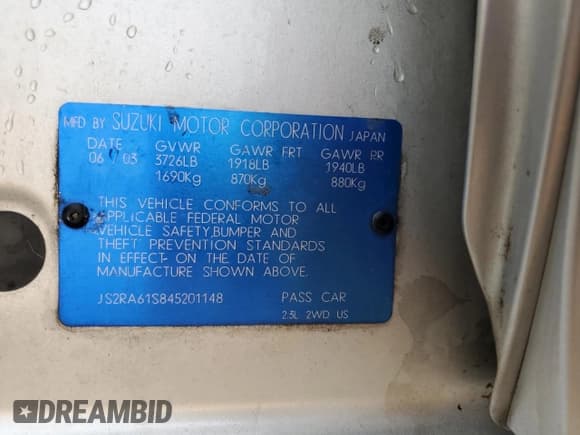 MFD BY SUZUKI MOTOR CORPORATION JAPAN
DATE GVWR GAWR FRT GAWR RR
06 / 03 3726LB 1918LB 1940LB
1690Kg 870Kg 880Kg
THIS VEHICLE CONFORMS TO ALL
APPLICABLE FEDERAL MOTOR
VEHICLE SAFETY,BUMPER AND
THEFT PREVENTION STANDARDS
IN EFFECT ON THE DATE OF
MANUFACTURE SHOWN ABOVE.
JS2RA61S845201148 PASS CAR
2.3L 2WD US
DREAMBID